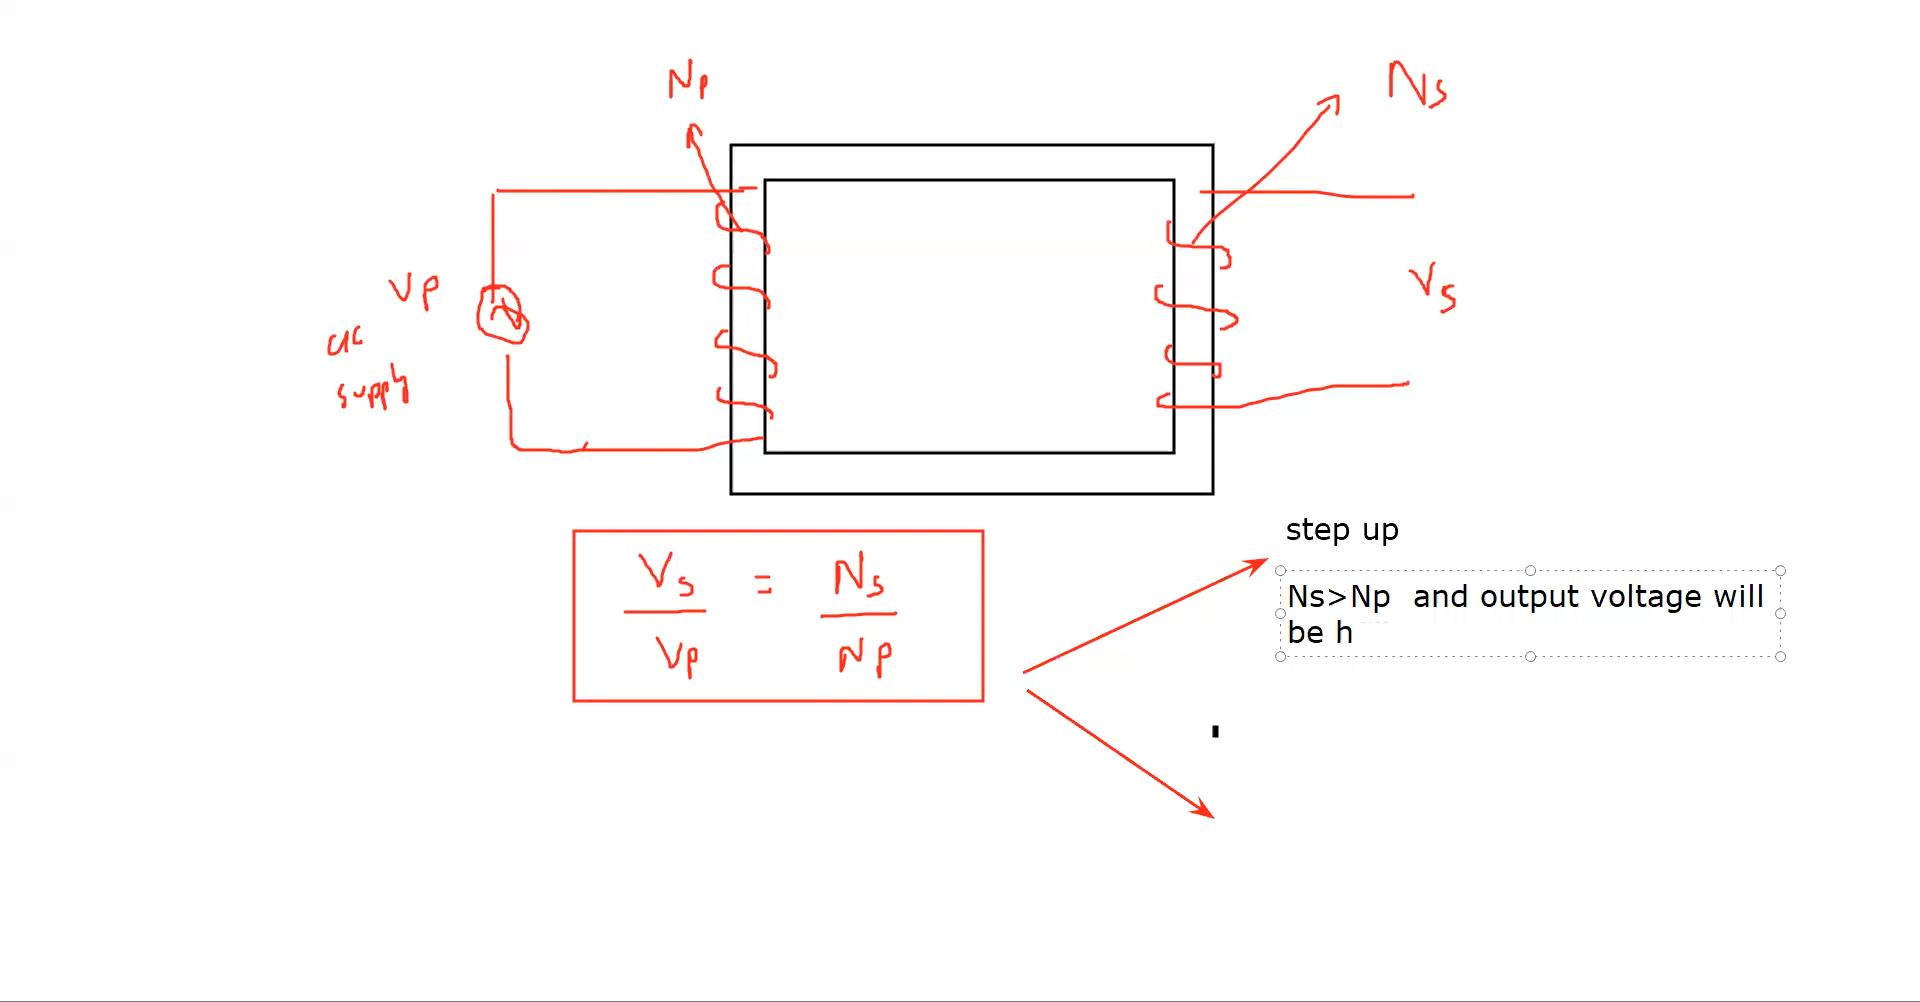 Np
Ns
Vp
Vs
ac
supply
Vs = Ns
Vp Np
step up
Ns>Np and output voltage will
be h